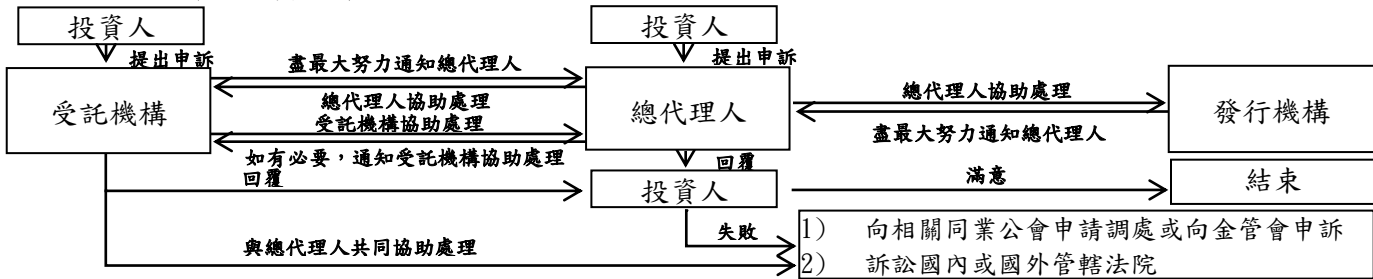 投資人
投資人
提出申訴
提出申訴
盡最大努力通知總代理人
受託機構
總代理人協助處理
受託機構協助處理
如有必要，通知受託機構協助處理
總代理人
總代理人協助處理
盡最大努力通知總代理人
發行機構
回覆
回覆
投資人
滿意
結束
失敗
與總代理人共同協助處理
1) 向相關同業公會申請調處或向金管會申訴
2) 訴訟國內或國外管轄法院